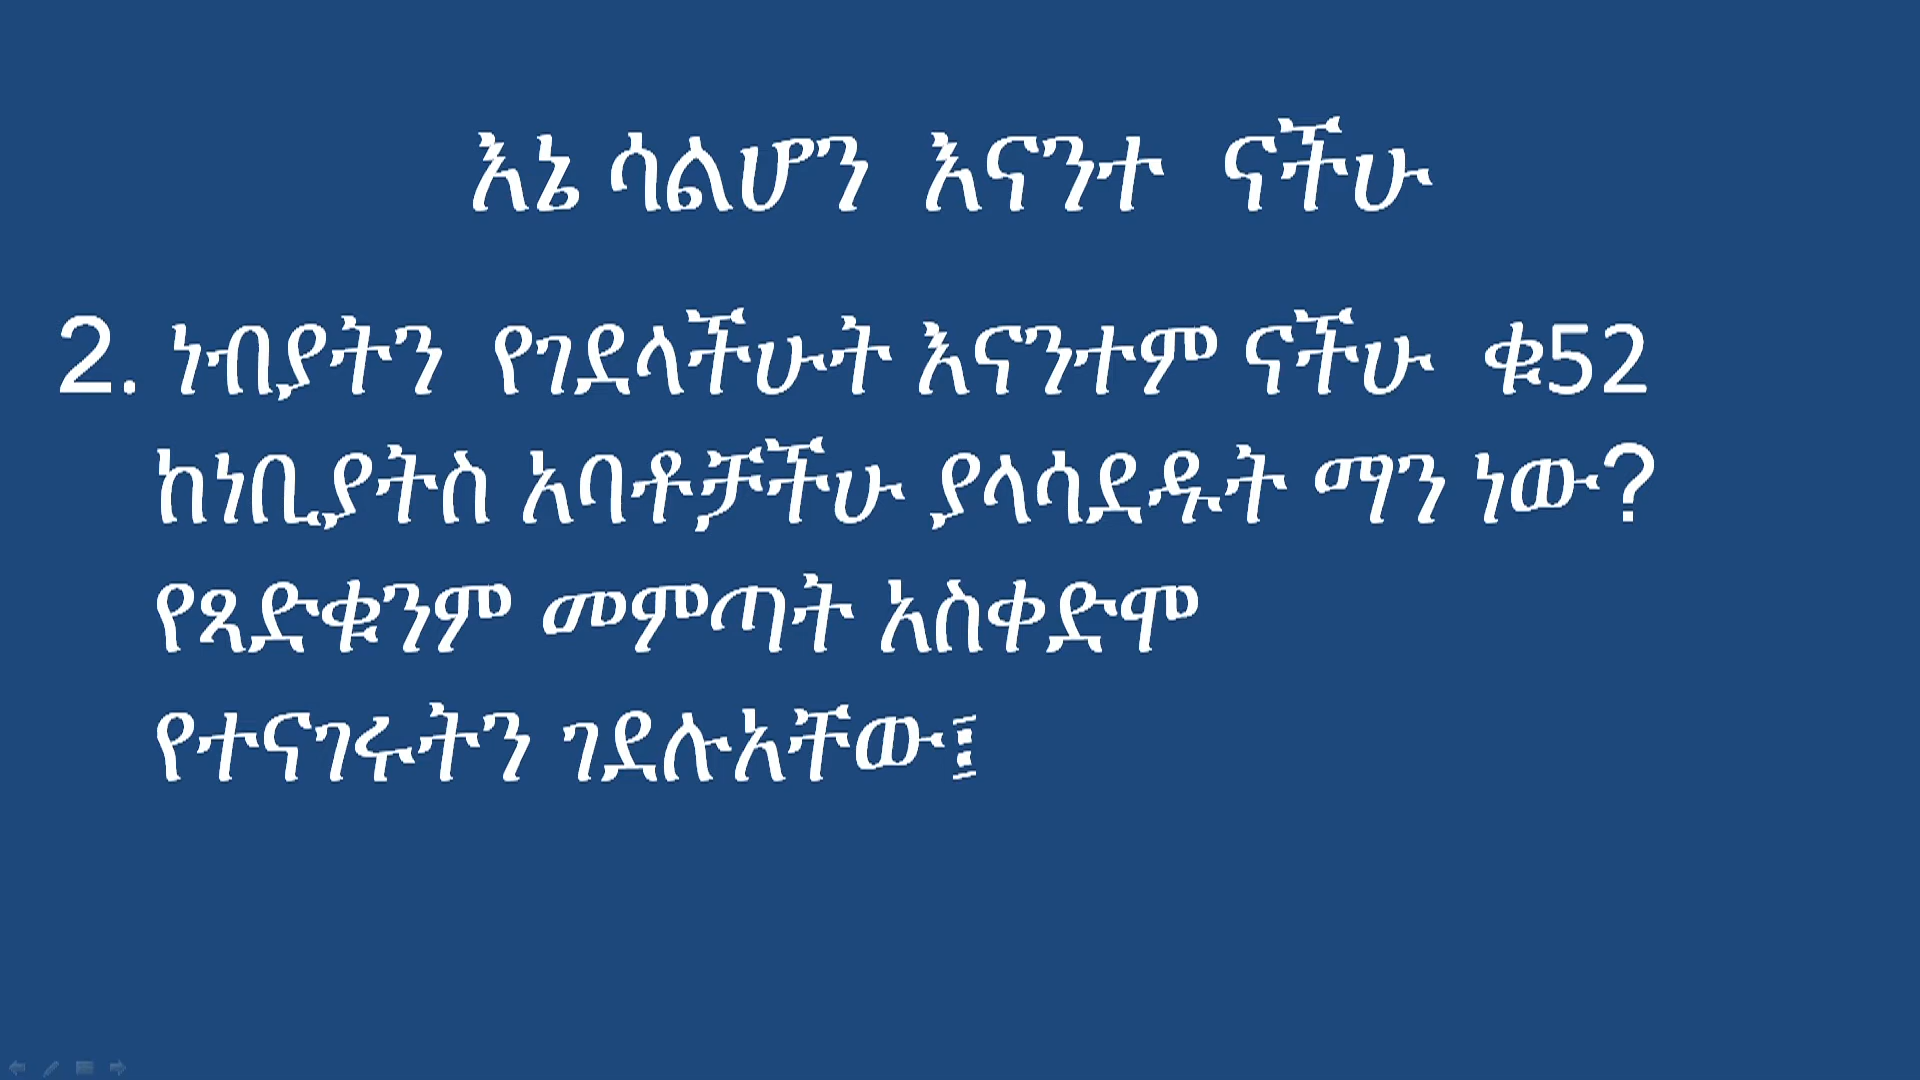 እኔ ሳልሆን እናንተ ናችሁ
2. ነብያትን የገደላችሁት እናንተም ናችሁ ቁ52
ከነቢያትስ አባቶቻችሁ ያላሳደዱት ማን ነው?
የጻድቁንም መምጣት አስቀድሞ
የተናገሩትን ገደሉአቸው፤